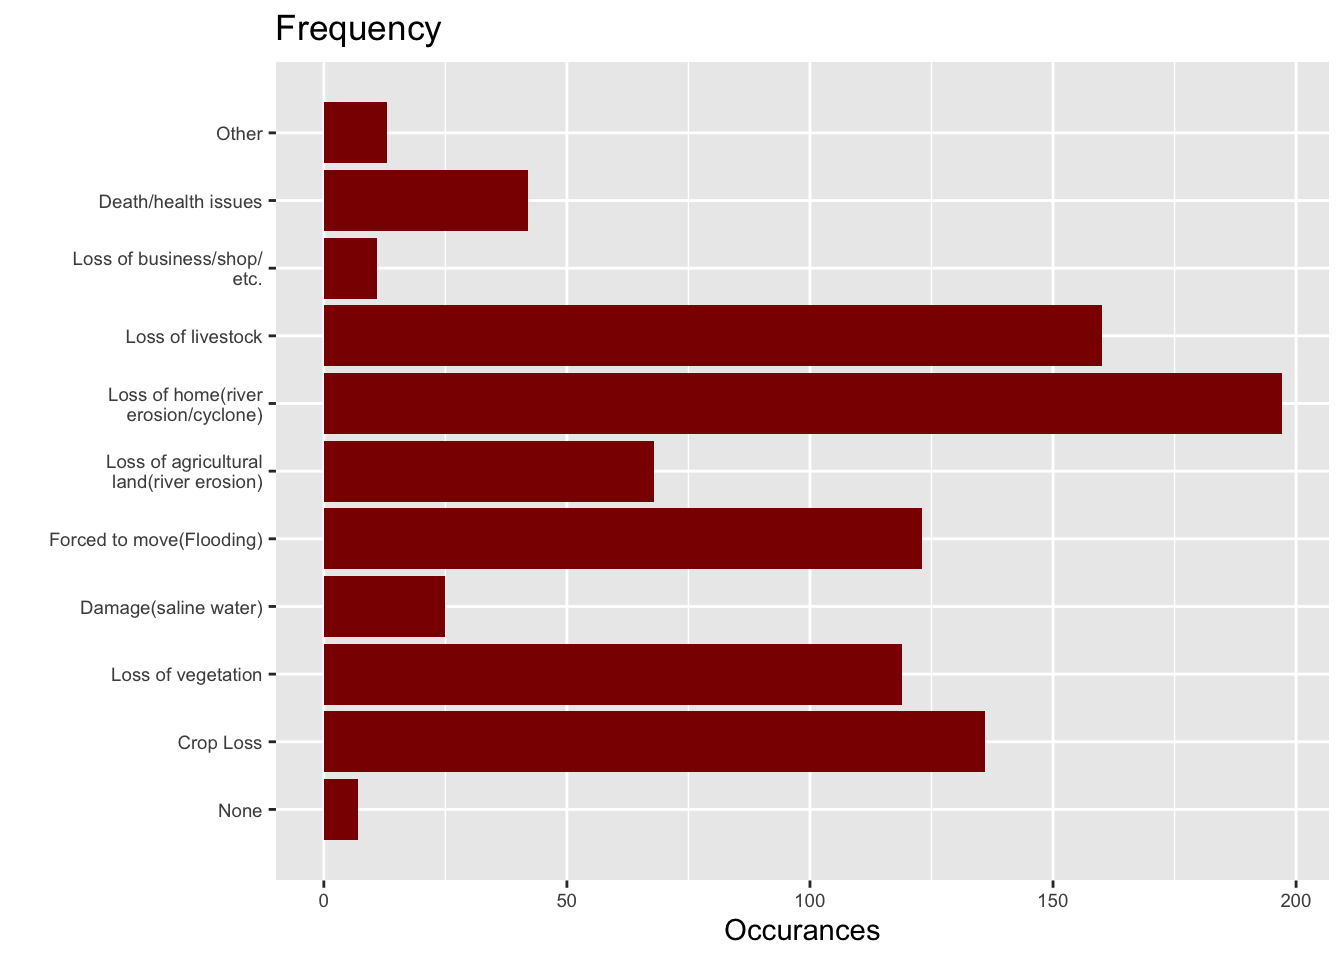 Frequency
Other
Death/health issues
Loss of business/shop/
etc.
Loss of livestock
Loss of home(river
erosion/cyclone)
Loss of agricultural
land(river erosion)
Forced to move(Flooding)
Damage(saline water)
Loss of vegetation
Crop Loss
None
0 50 100 150 200
Occurances